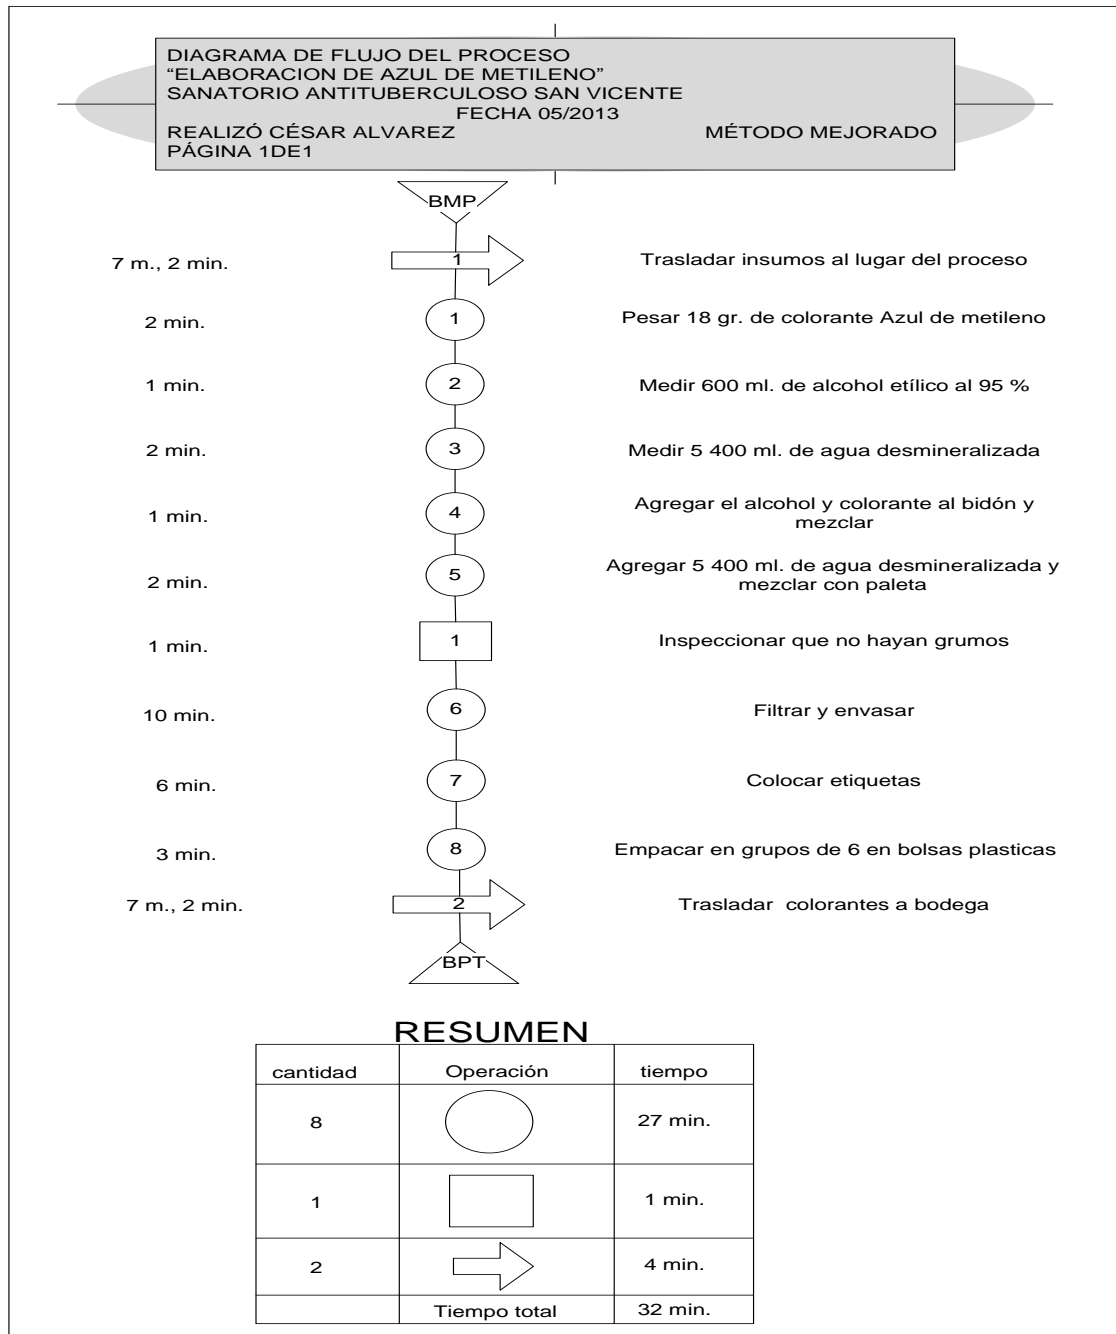 DIAGRAMA DE FLUJO DEL PROCESO
“ELABORACION DE AZUL DE METILENO”
SANATORIO ANTITUBERCULOSO SAN VICENTE
FECHA 05/2013
REALIZÓ CÉSAR ALVAREZ MÉTODO MEJORADO
PÁGINA 1DE1
BMP
7 m., 2 min. 1 Trasladar insumos al lugar del proceso
2 min. 1 Pesar 18 gr. de colorante Azul de metileno
1 min. 2 Medir 600 ml. de alcohol etílico al 95 %
2 min. 3 Medir 5 400 ml. de agua desmineralizada
1 min. 4 Agregar el alcohol y colorante al bidón y
mezclar
2 min. 5 Agregar 5 400 ml. de agua desmineralizada y
mezclar con paleta
1 min. 1 Inspeccionar que no hayan grumos
10 min. 6 Filtrar y envasar
6 min. 7 Colocar etiquetas
3 min. 8 Empacar en grupos de 6 en bolsas plasticas
7 m., 2 min. 2 Trasladar colorantes a bodega
BPT
RESUMEN
cantidad Operación tiempo
8 27 min.
1 1 min.
2 4 min.
Tiempo total 32 min.